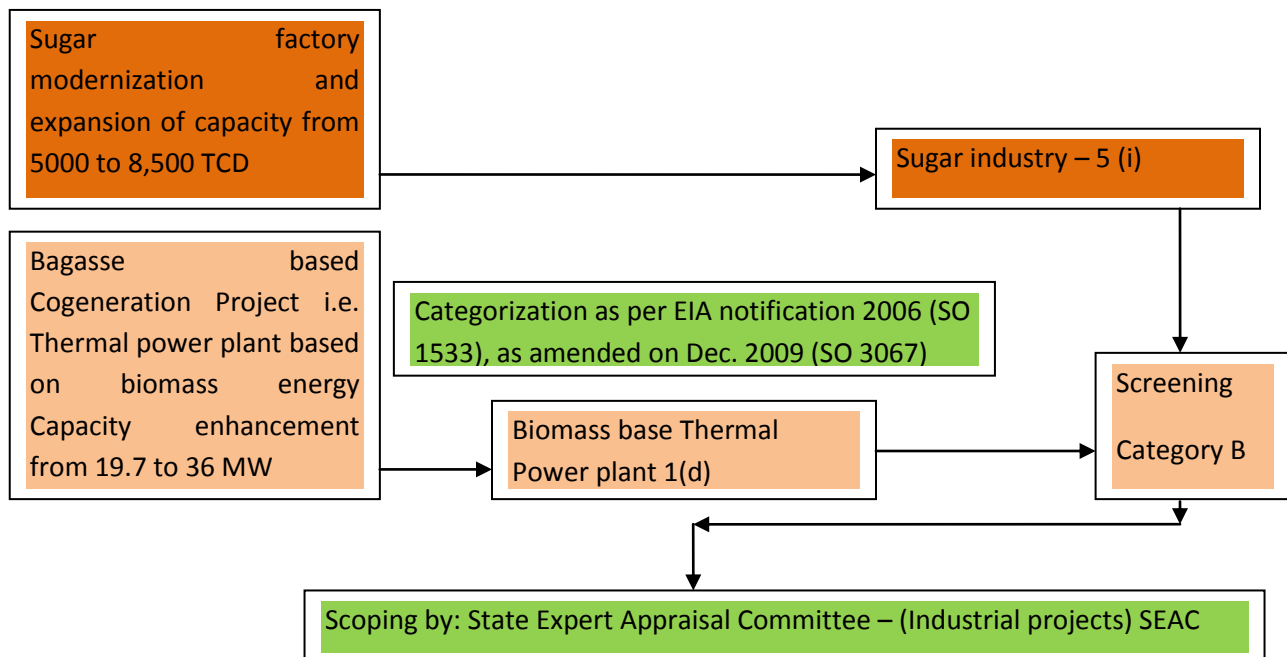 Sugar factory
modernization and
expansion of capacity from
5000 to 8,500 TCD
Sugar industry – 5 (i)
Bagasse based
Cogeneration Project i.e.
Thermal power plant based
on biomass energy
Capacity enhancement
from 19.7 to 36 MW
Categorization as per EIA notification 2006 (SO
1533), as amended on Dec. 2009 (SO 3067)
Biomass base Thermal
Power plant 1(d)
Screening
Category B
Scoping by: State Expert Appraisal Committee – (Industrial projects) SEAC